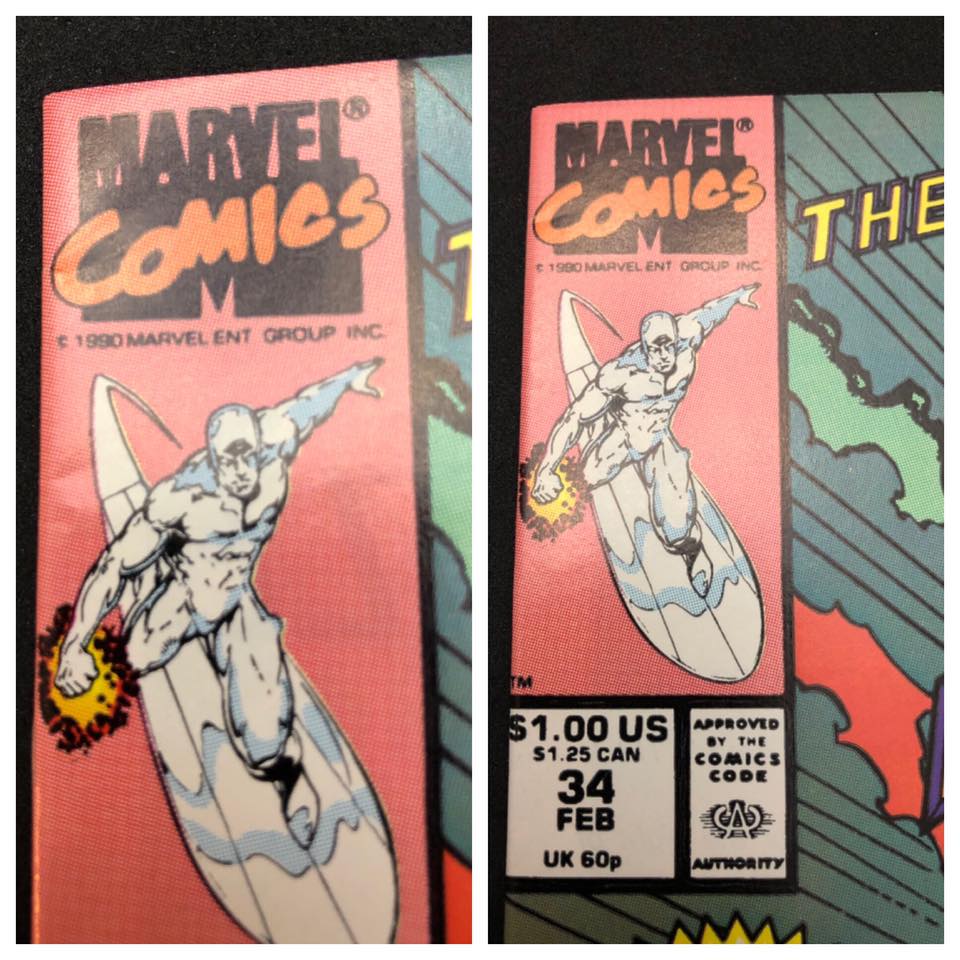 MARVEL®
COMICS
M
© 1990 MARVEL ENT GROUP INC.
MARVEL®
COMICS
M
© 1990 MARVEL ENT GROUP INC.
THE
TM
$1.00 US
$1.25 CAN
34
FEB
UK 60p
APPROVED
BY THE
COMICS
CODE
CA
AUTHORITY